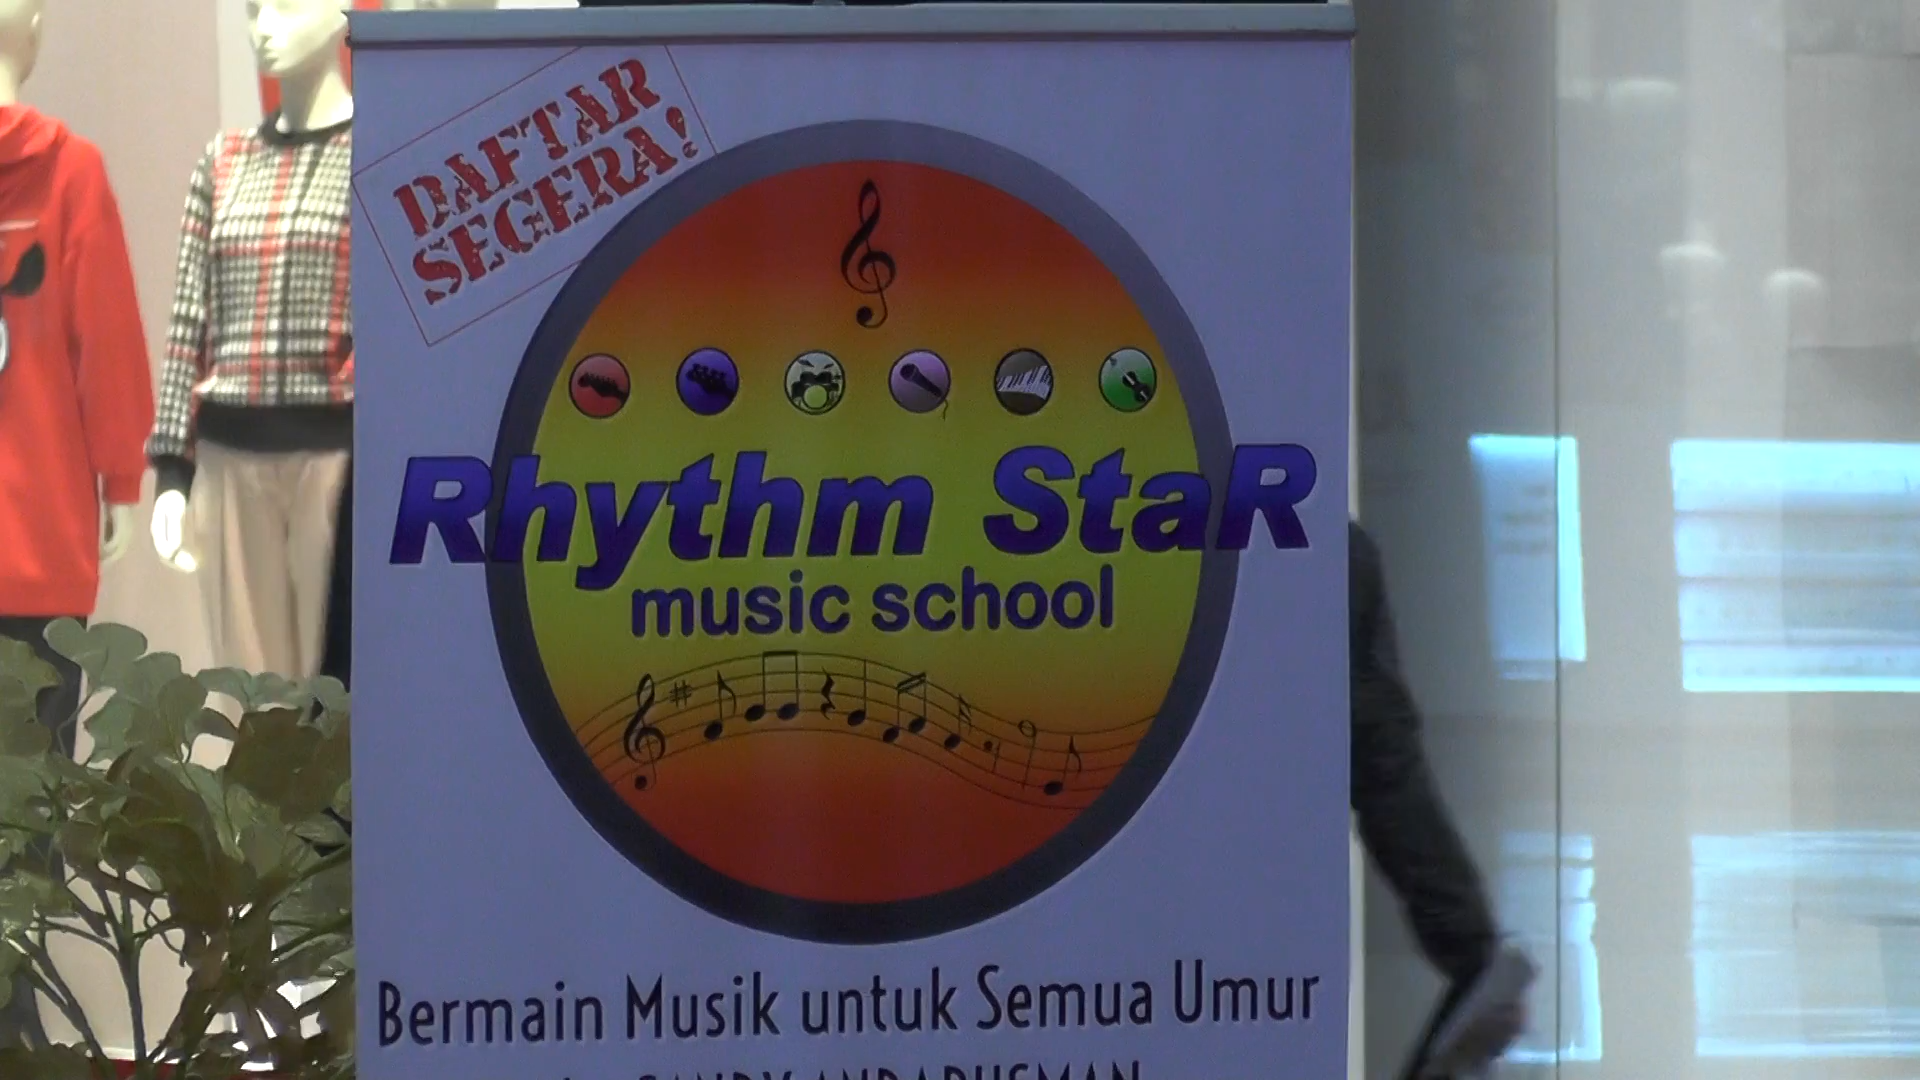 DAFTAR
SEGERA!
Rhythm StaR
music school
Bermain Musik untuk Semua Umur